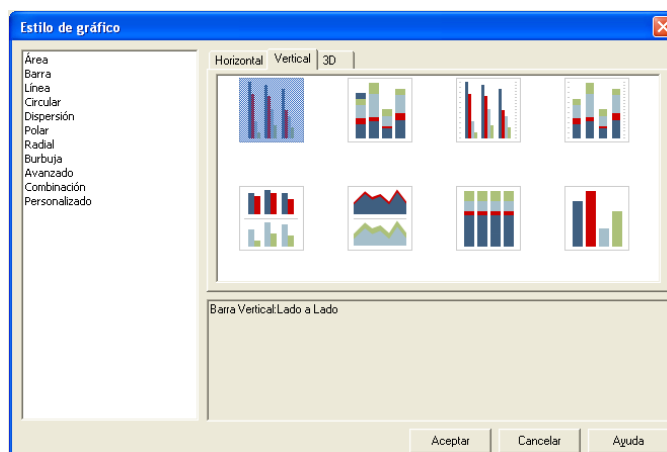 Estilo de gráfico
Área
Barra
Línea
Circular
Dispersión
Polar
Radial
Burbuja
Avanzado
Combinación
Personalizado
Horizontal
Vertical
3D
Barra Vertical:Lado a Lado
Aceptar
Cancelar
Ayuda